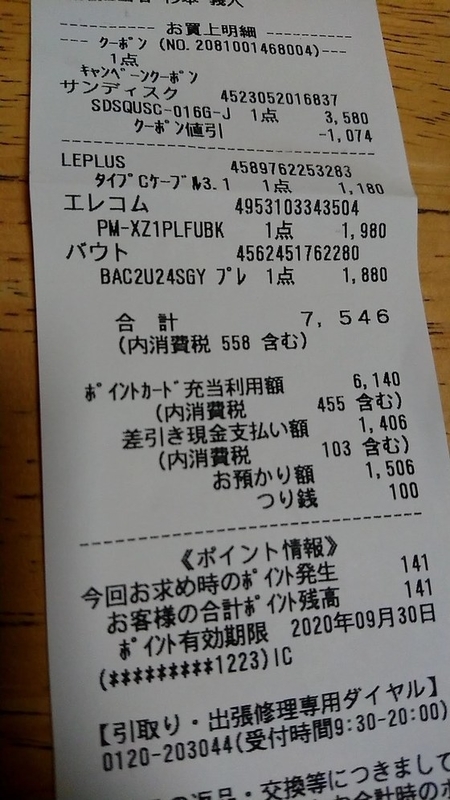 お買上明細
クーポン (NO.2081001468004)
1点
ｷｬﾝﾍﾟｰﾝｸｰﾎﾟﾝ
サンディスク 4523052016837
SDSQUSC-016G-J 1点 3,580
ｸｰﾎﾟﾝ値引 -1,074
LEPLUS 4589762253283
ﾀｲﾌﾟCｹｰﾌﾞﾙ3.1 1点 1,180
エレコム 4953103343504
PM-XZ1PLFUBK 1点 1,980
バウト 4562451762280
BAC2U24SGY ﾌﾟﾚ 1点 1,880
合 計 7,546
(内消費税 558 含む)
ﾎﾟｲﾝﾄｶｰﾄﾞ充当利用額 6,140
(内消費税 455 含む)
差引き現金支払い額 1,406
(内消費税 103 含む)
お預かり額 1,506
つり銭 100
《ポイント情報》
今回お求め時のﾎﾟｲﾝﾄ発生 141
お客様の合計ﾎﾟｲﾝﾄ残高 141
ﾎﾟｲﾝﾄ有効期限 2020年09月30日
(*********1223)IC
【引取り・出張修理専用ダイヤル】
0120-203044(受付時間9:30-20:00)
返品・交換等につきまして